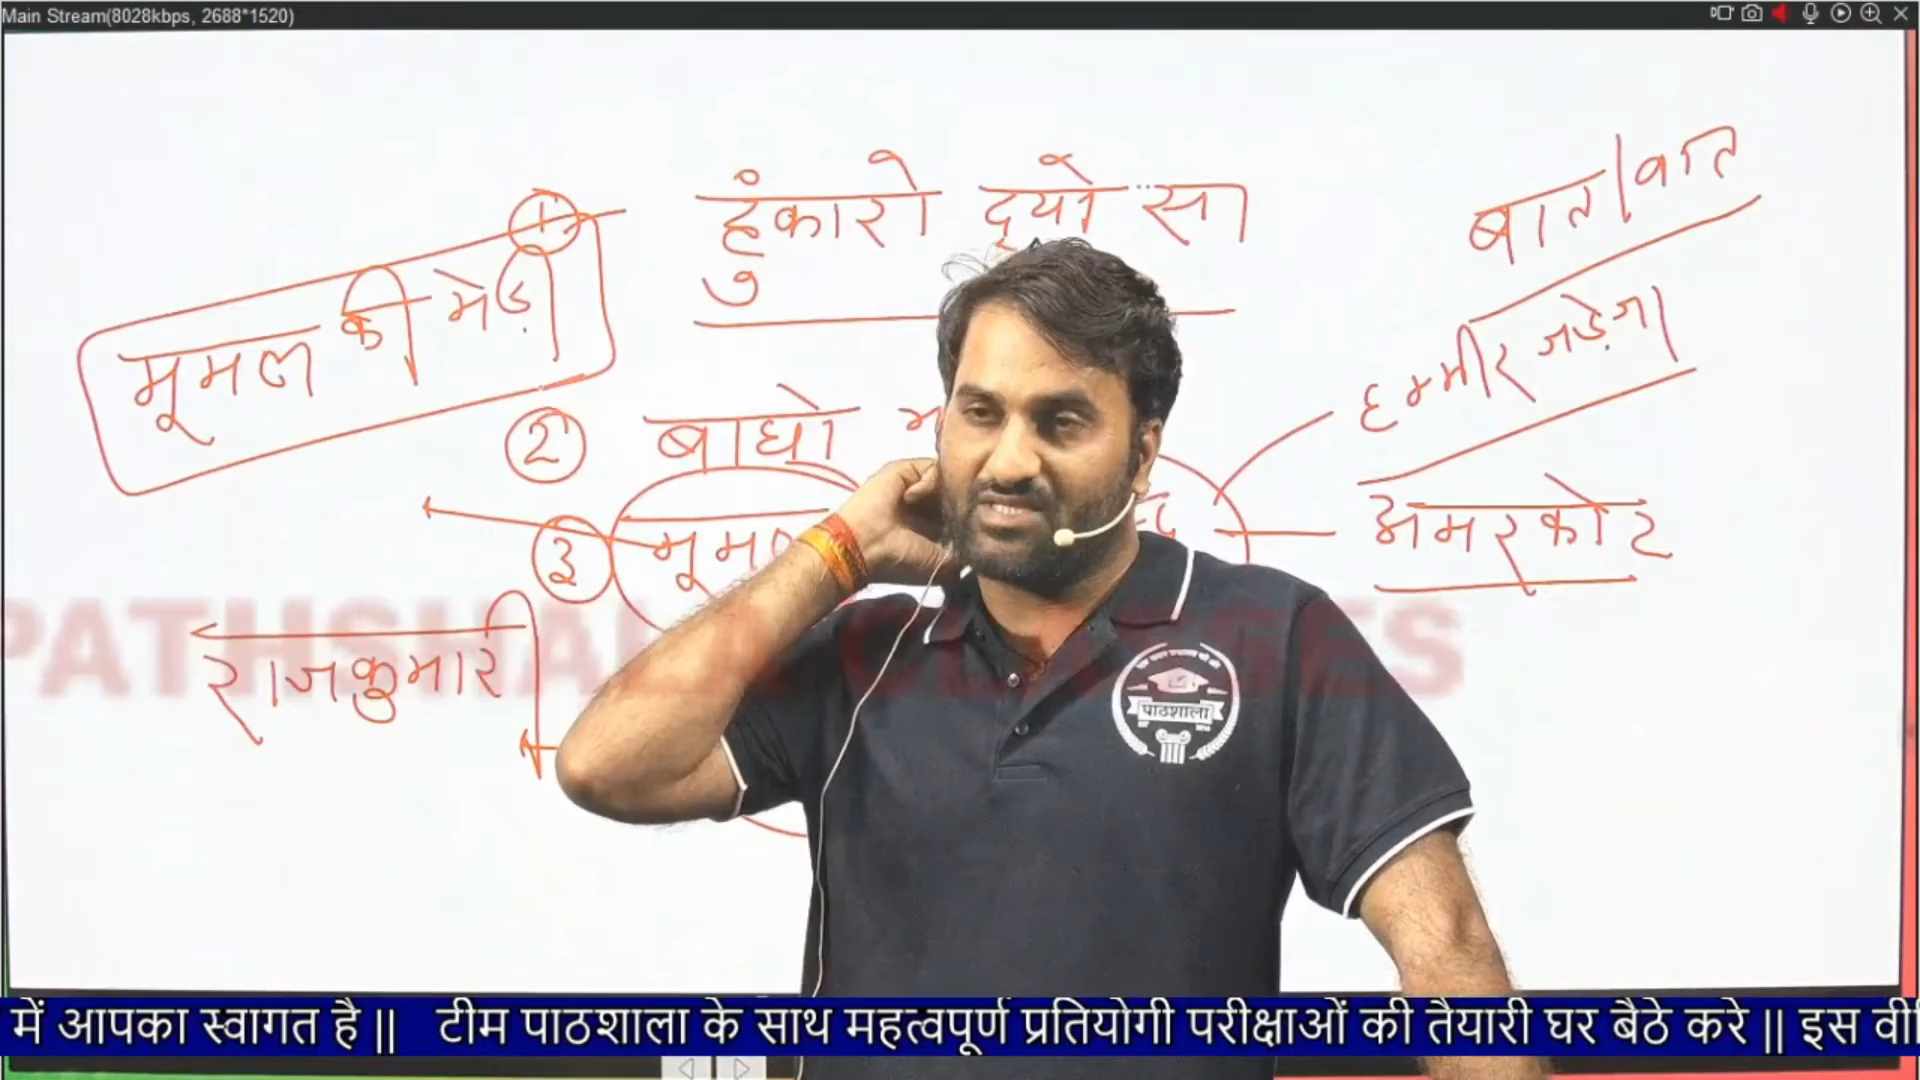 Main Stream(8028kbps, 2688*1520)
हुंकारो द्यो सा
बात/वात
①
मूमल की मेड़ी
हम्मीर जड़ेजा
② बाघो
③
अमरकोट
PATHSHALA CLASSES
राजकुमारी
पाठशाला
में आपका स्वागत है || टीम पाठशाला के साथ महत्वपूर्ण प्रतियोगी परीक्षाओं की तैयारी घर बैठे करे || इस